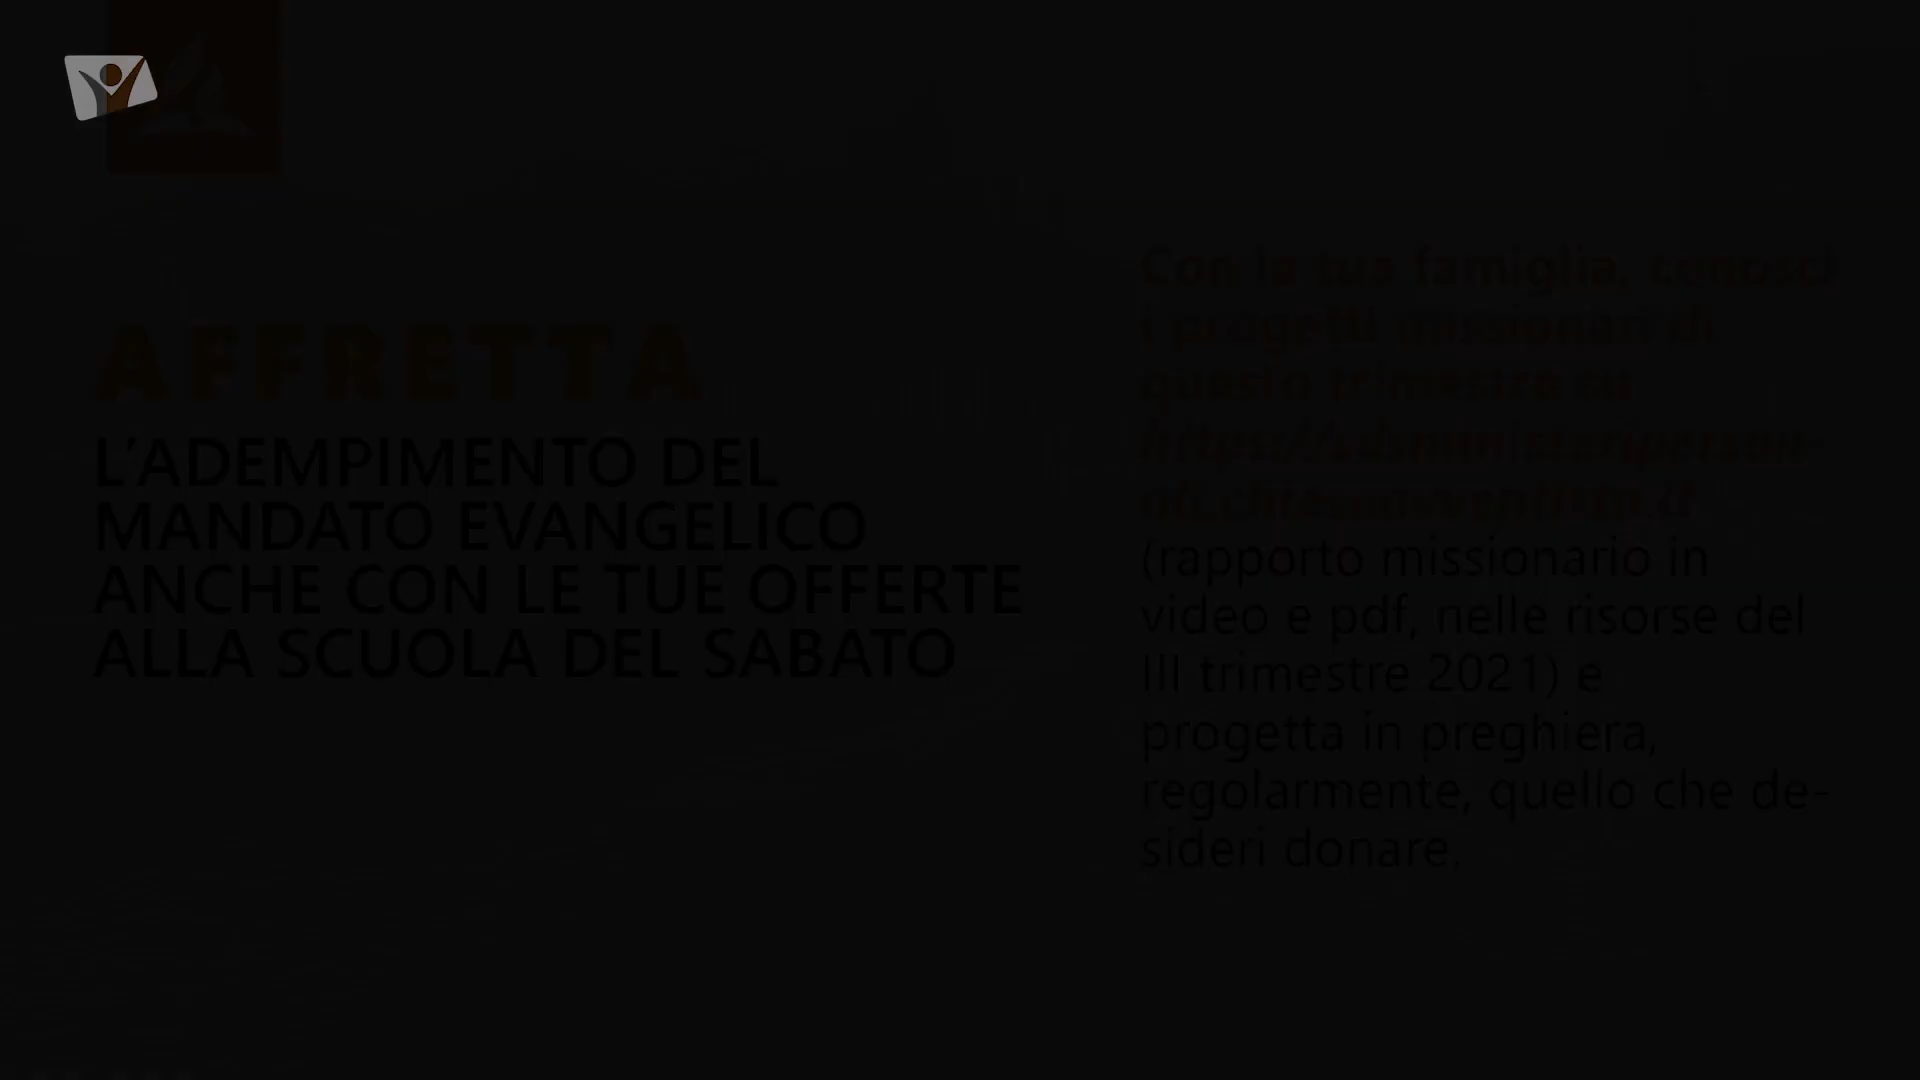 AFFRETTA
L'ADEMPIMENTO DEL
MANDATO EVANGELICO
ANCHE CON LE TUE OFFERTE
ALLA SCUOLA DEL SABATO
Con la tua famiglia, conosci
i progetti missionari di
questo trimestre su
(rapporto missionario in
video e pdf, nelle risorse del
III trimestre 2021) e
progetta in preghiera,
regolarmente, quello che de-
sideri donare.